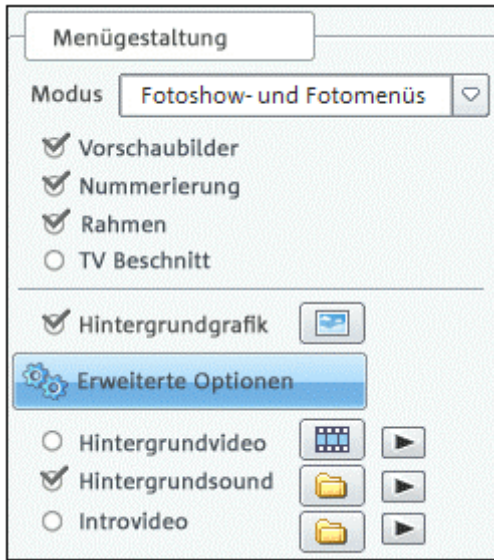 Menügestaltung
Modus Fotoshow- und Fotomenüs
Vorschaubilder
Nummerierung
Rahmen
TV Beschnitt
Hintergrundgrafik
Erweiterte Optionen
Hintergrundvideo
Hintergrundsound
Introvideo